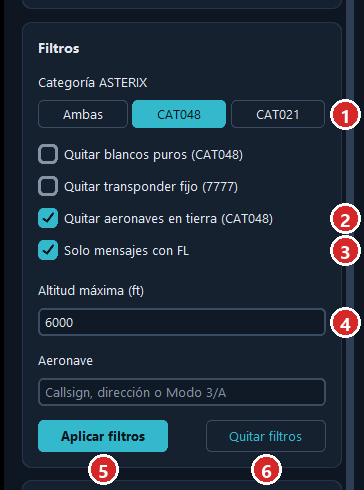 Filtros
Categoría ASTERIX
Ambas CAT048 CAT021 1
Quitar blancos puros (CAT048)
Quitar transponder fijo (7777)
Quitar aeronaves en tierra (CAT048) 2
Solo mensajes con FL 3
Altitud máxima (ft)
6000 4
Aeronave
Callsign, dirección o Modo 3/A
Aplicar filtros Quitar filtros
5 6